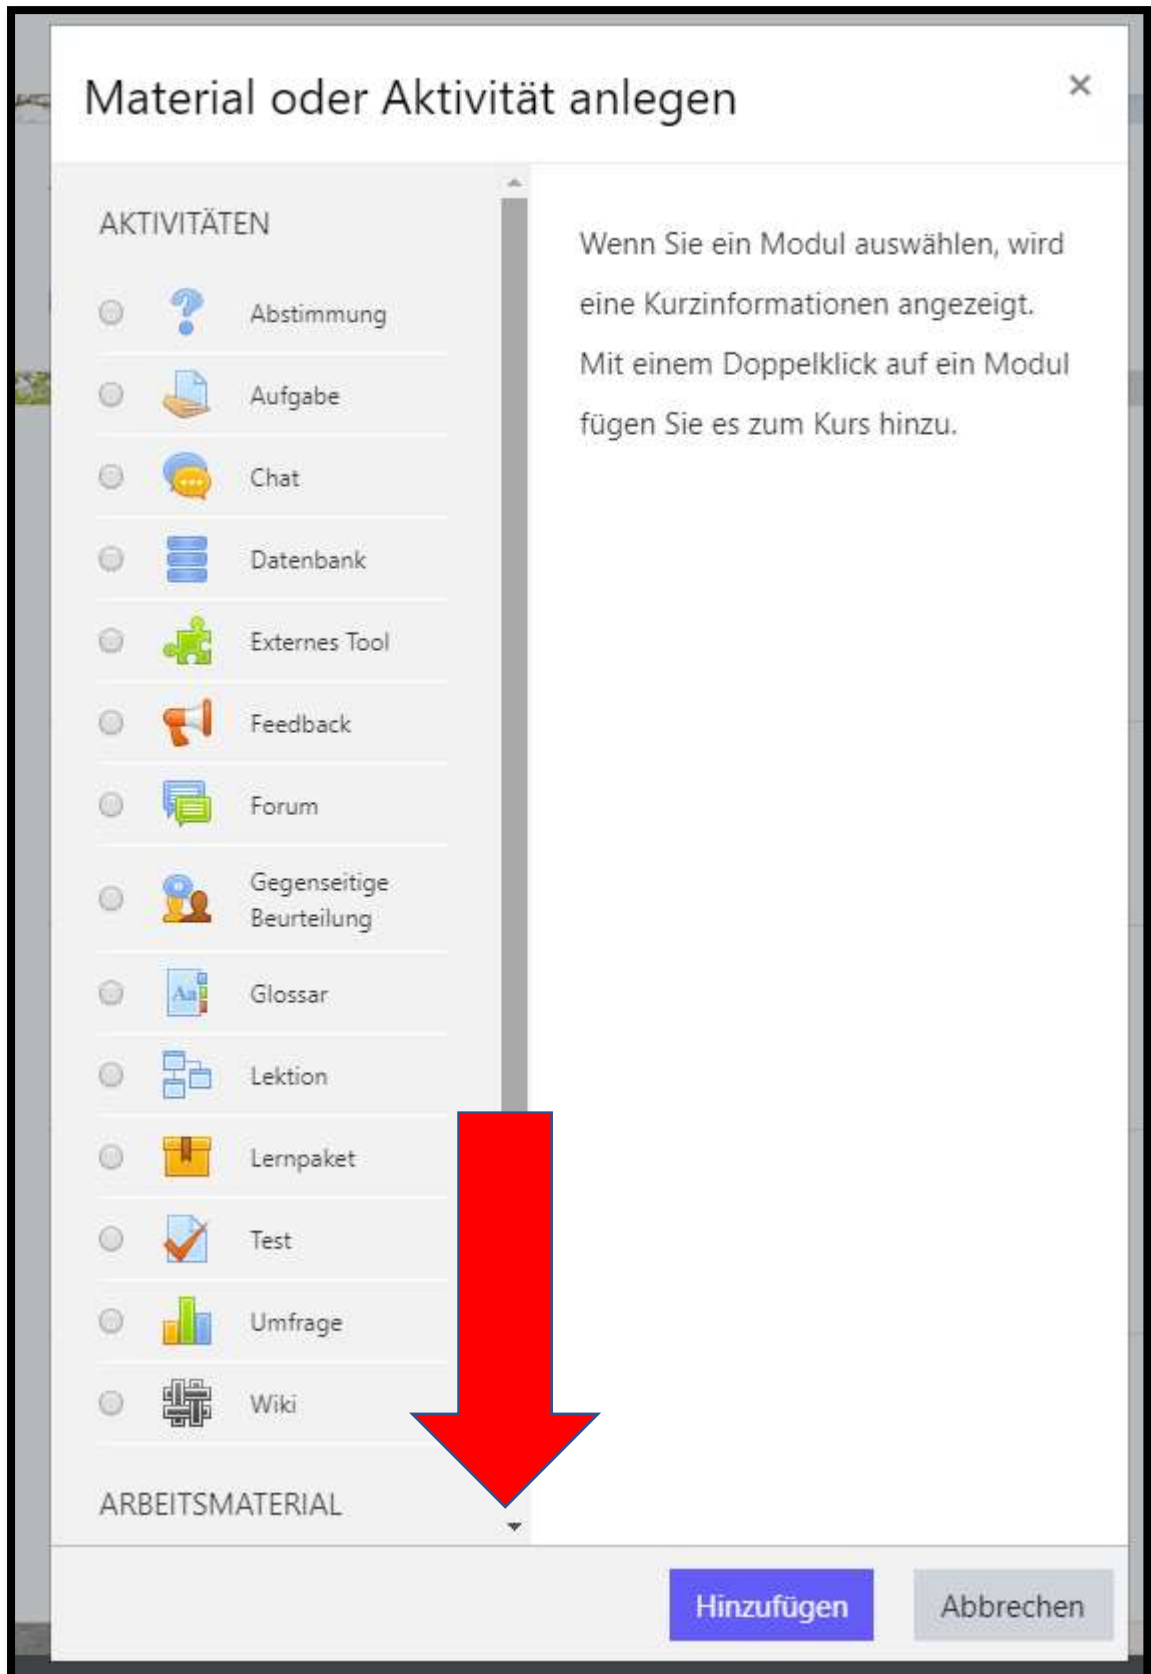 Material oder Aktivität anlegen
×
AKTIVITÄTEN
Abstimmung
Aufgabe
Chat
Datenbank
Externes Tool
Feedback
Forum
Gegenseitige
Beurteilung
Glossar
Lektion
Lernpaket
Test
Umfrage
Wiki
ARBEITSMATERIAL
Wenn Sie ein Modul auswählen, wird
eine Kurzinformationen angezeigt.
Mit einem Doppelklick auf ein Modul
fügen Sie es zum Kurs hinzu.
Hinzufügen
Abbrechen